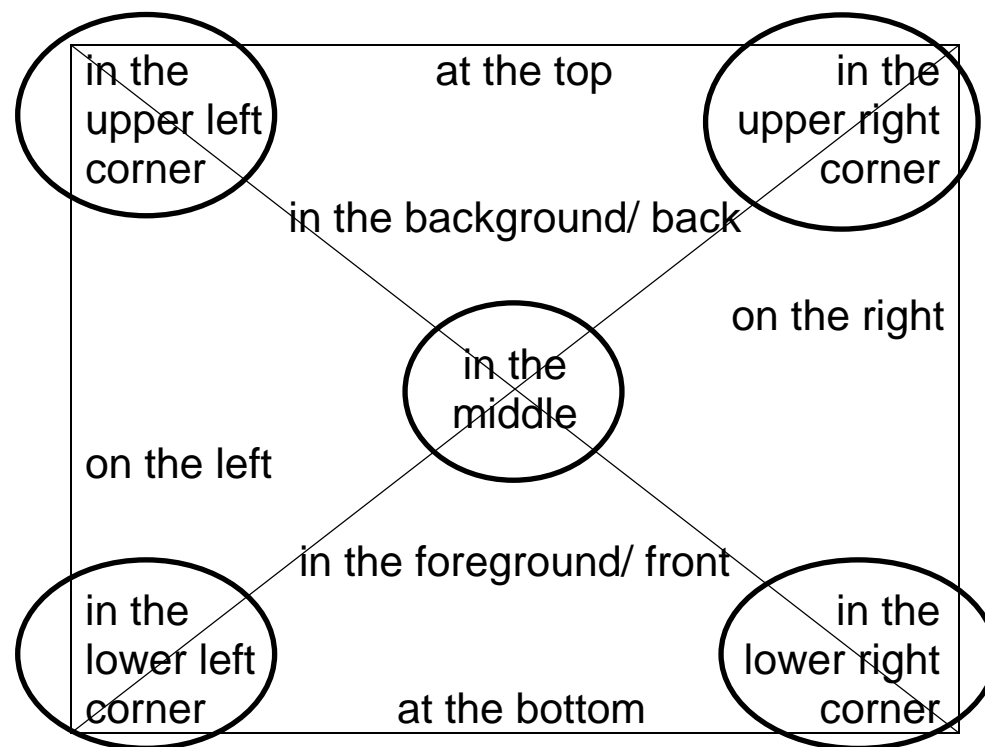 in the
upper left
corner
at the top
in the
upper right
corner
in the background/ back
on the right
in the
middle
on the left
in the foreground/ front
in the
lower left
corner
at the bottom
in the
lower right
corner